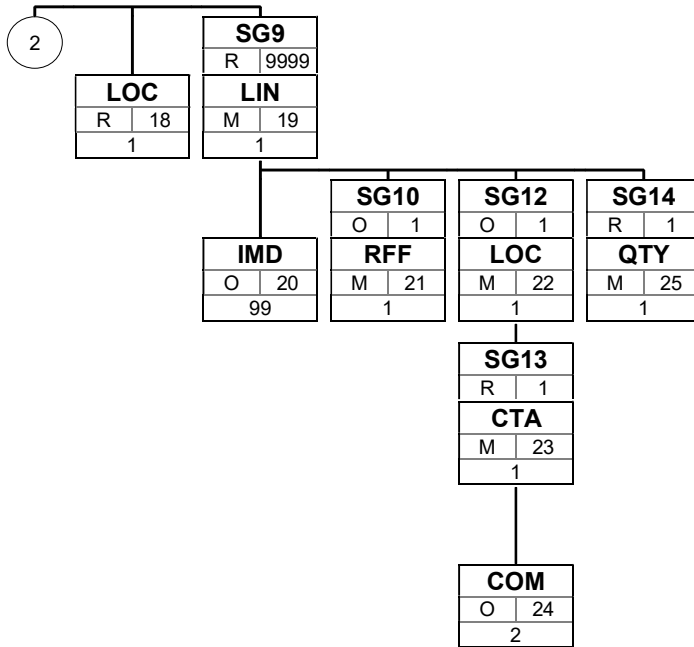 2
SG9
R 9999
LOC
R 18
1
LIN
M 19
1
SG10
O 1
SG12
O 1
SG14
R 1
IMD
O 20
99
RFF
M 21
1
LOC
M 22
1
QTY
M 25
1
SG13
R 1
CTA
M 23
1
COM
O 24
2